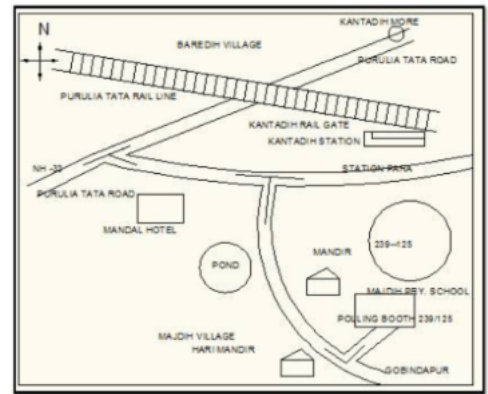 N
KANTADIH MORE
BAREDIH VILLAGE
PURULIA TATA ROAD
PURULIA TATA RAIL LINE
KANTADIH RAIL GATE
KANTADIH STATION
NH -32
STATION PARA
PURULIA TATA ROAD
MANDAL HOTEL
239--125
MANDIR
POND
MAJDIH PRY. SCHOOL
POLLING BOOTH 239/125
MAJDIH VILLAGE
HARI MANDIR
GOBINDAPUR